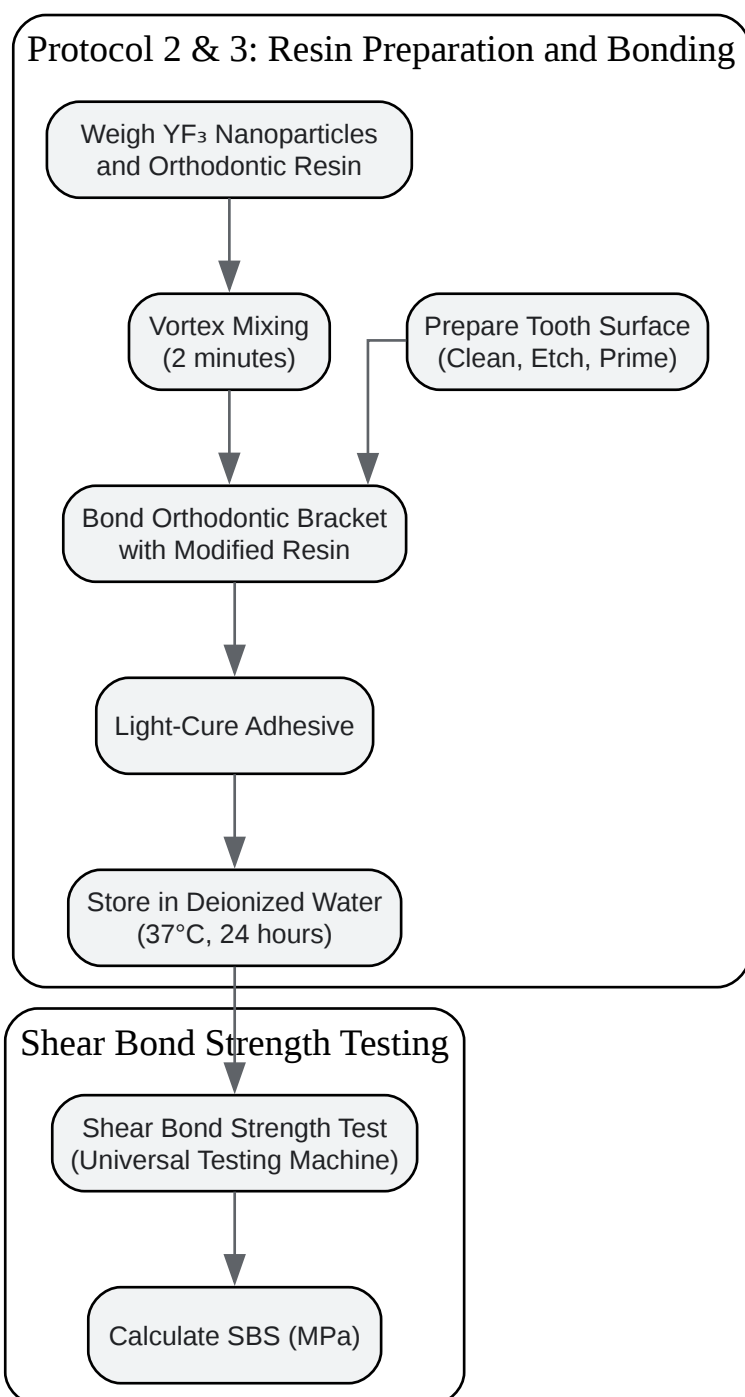 Protocol 2 & 3: Resin Preparation and Bonding
Weigh YF₃ Nanoparticles
and Orthodontic Resin
Vortex Mixing
(2 minutes)
Prepare Tooth Surface
(Clean, Etch, Prime)
Bond Orthodontic Bracket
with Modified Resin
Light-Cure Adhesive
Store in Deionized Water
(37°C, 24 hours)
Shear Bond Strength Testing
Shear Bond Strength Test
(Universal Testing Machine)
Calculate SBS (MPa)